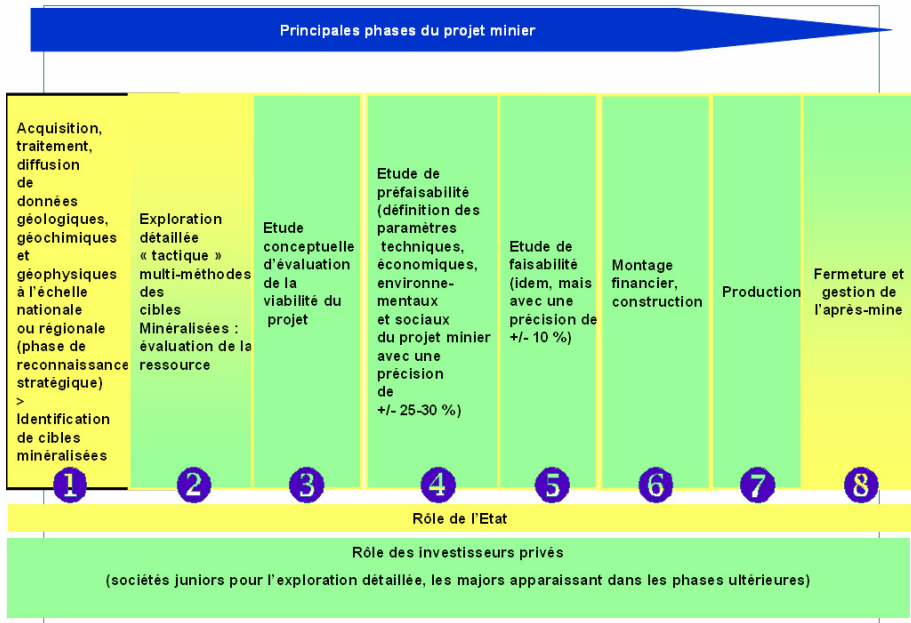 Principales phases du projet minier
Acquisition,
traitement,
diffusion
de
données
géologiques,
géochimiques
et
géophysiques
à l'échelle
nationale
ou régionale
(phase de
reconnaissance
stratégique)
>
Identification
de cibles
minéralisées
1
Exploration
détaillée
« tactique »
multi-méthodes
des
cibles
Minéralisées :
évaluation de la
ressource
2
Etude
conceptuelle
d'évaluation
de la
viabilité du
projet
3
Etude de
préfaisabilité
(définition des
paramètres
techniques,
économiques,
environne-
mentaux
et sociaux
du projet minier
avec une
précision
de
+/- 25-30 %)
4
Etude de
faisabilité
(idem, mais
avec une
précision de
+/- 10 %)
5
Montage
financier,
construction
6
Production
7
Fermeture et
gestion de
l'après-mine
8
Rôle de l'Etat
Rôle des investisseurs privés
(sociétés juniors pour l'exploration détaillée, les majors apparaissant dans les phases ultérieures)